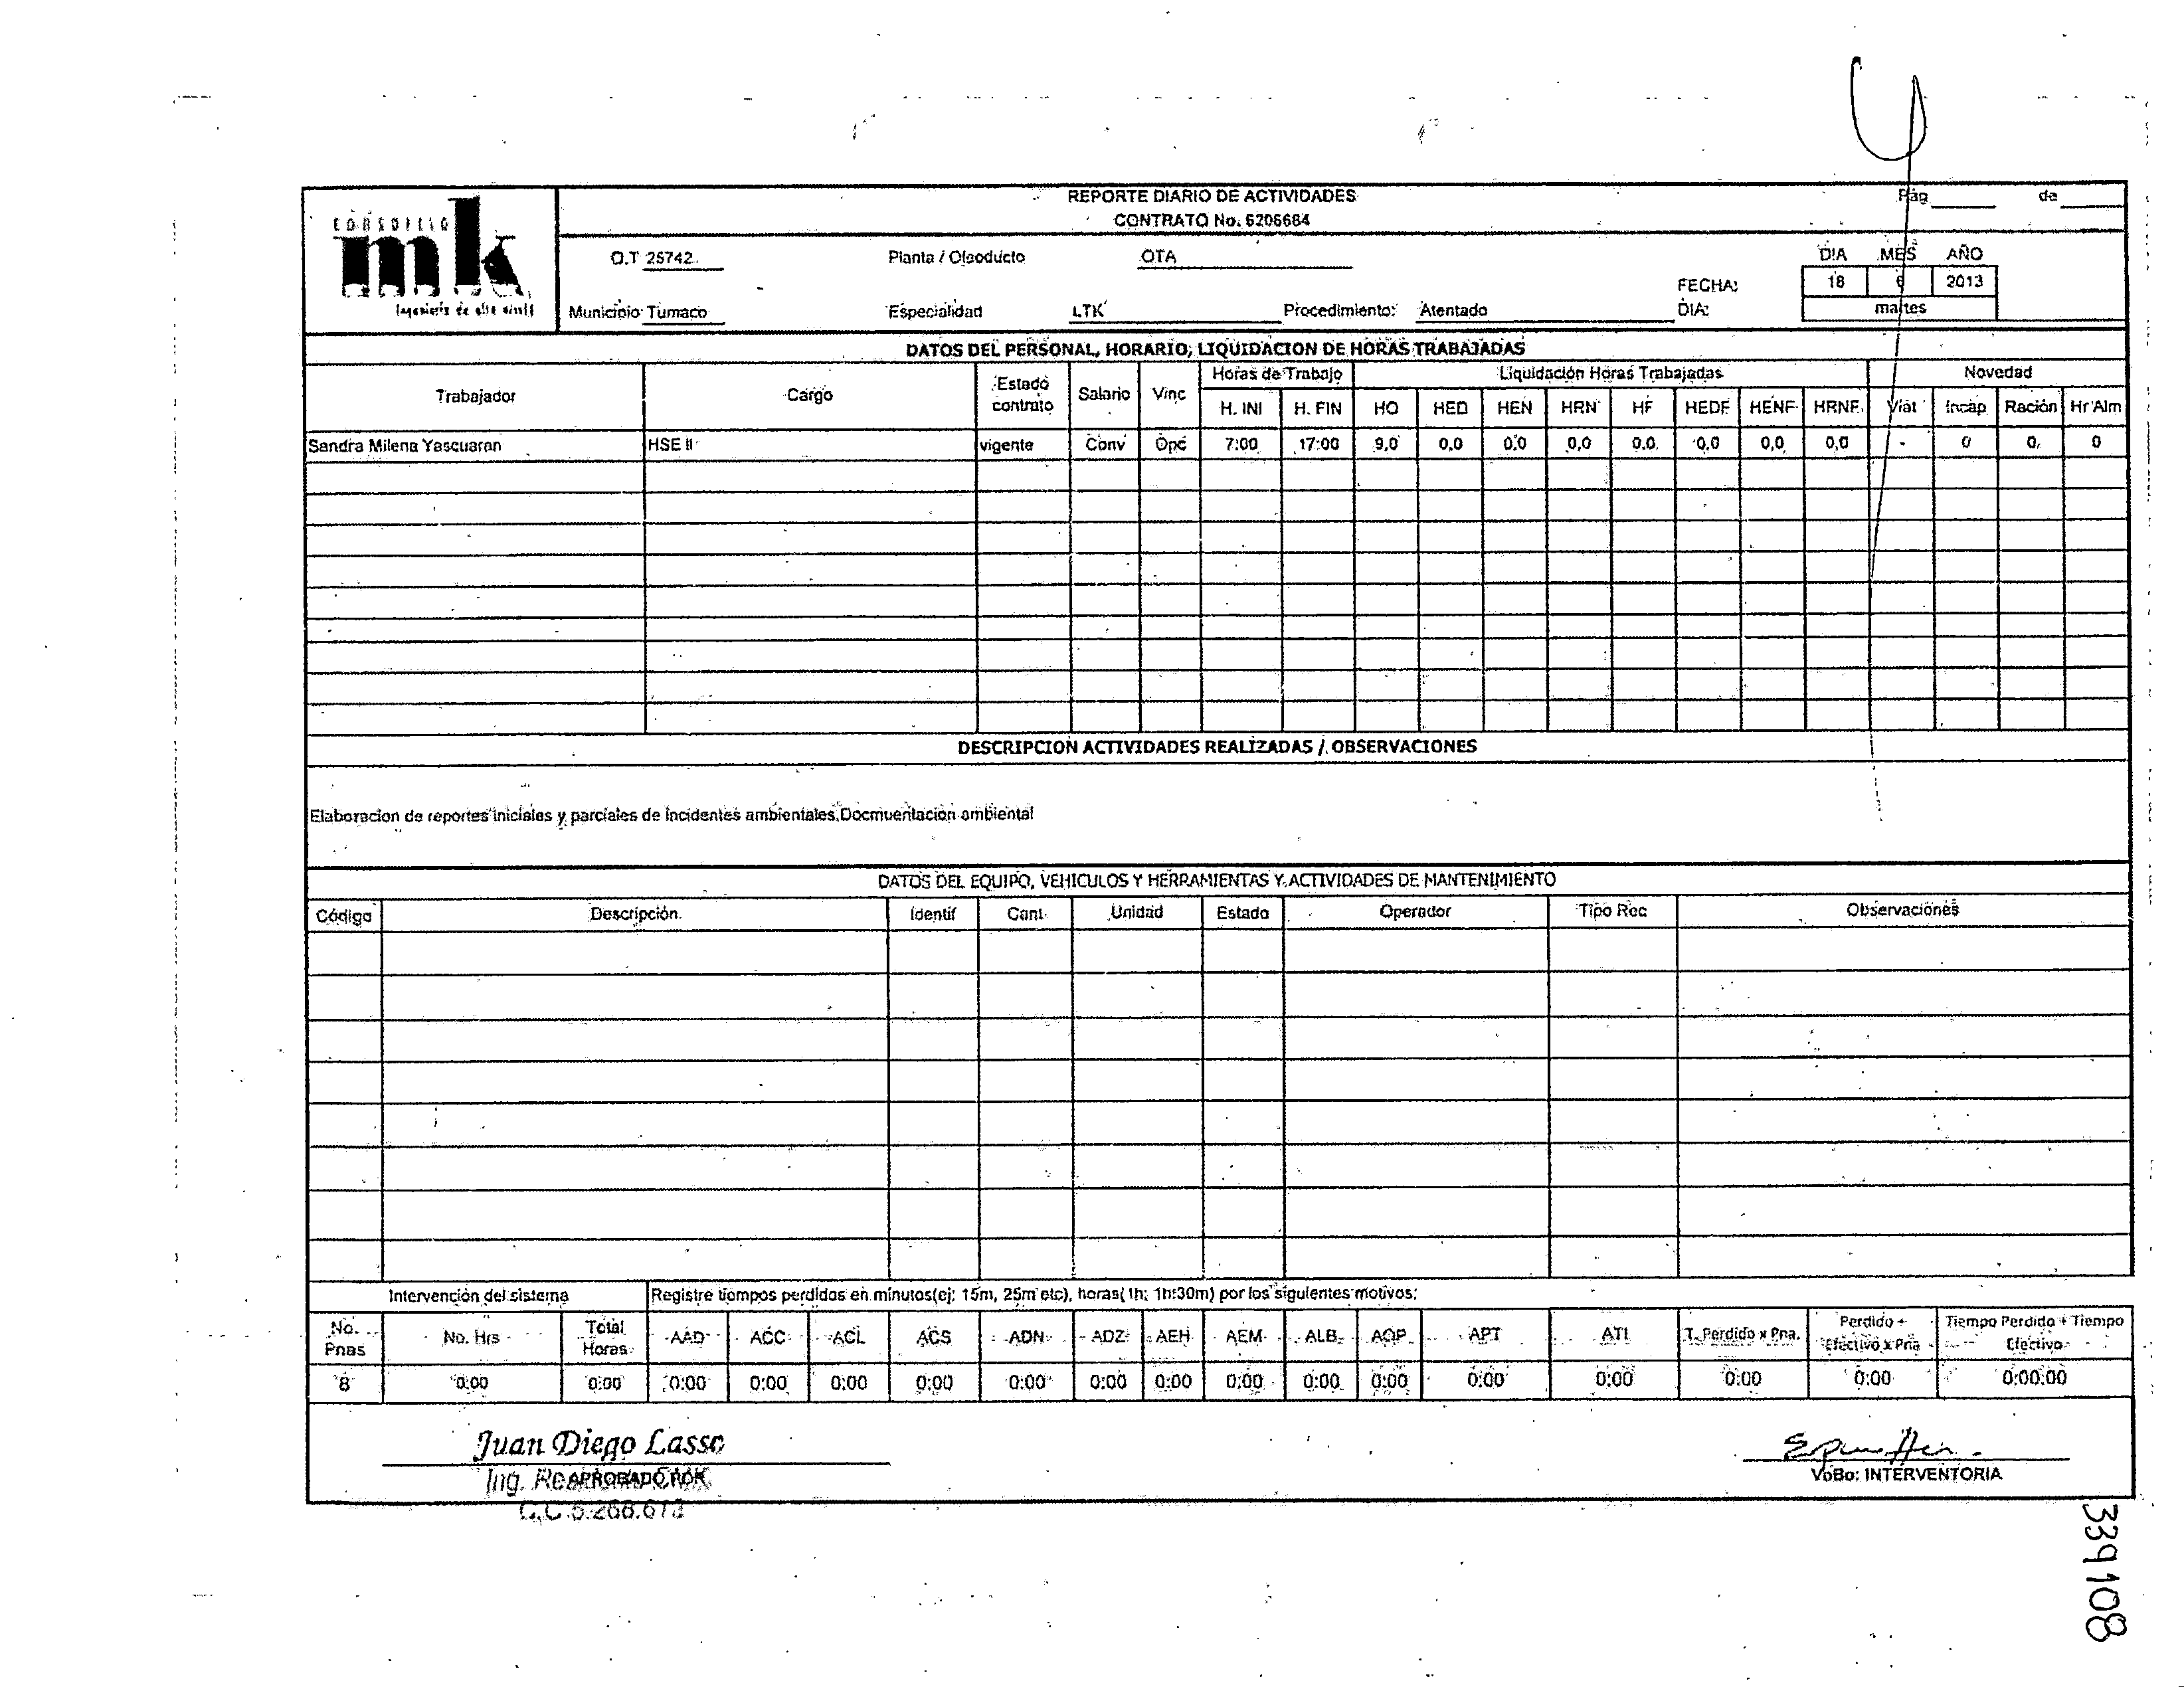 CONSORCIO
mk
Ingeniería de alto nivel
REPORTE DIARIO DE ACTIVIDADES
CONTRATO No. 5206684
Pág ____ de ____
O.T 25742
Planta / Oleoducto OTA
Municipio Tumaco
Especialidad LTK
Procedimiento: Atentado
FECHA:
DIA MES AÑO
18 6 2013
DIA: martes
DATOS DEL PERSONAL, HORARIO, LIQUIDACION DE HORAS TRABAJADAS
Trabajador Cargo Estado contrato Salario Vinc Horas de Trabajo Liquidación Horas Trabajadas Novedad
H. INI H. FIN HO HED HEN HRN HF HEDF HENF HRNF Viát Incap Ración Hr Alm
Sandra Milena Yascuaran HSE II vigente Conv Opc 7:00 17:00 9,0 0,0 0,0 0,0 0,0 0,0 0,0 0,0 - 0 0 0
DESCRIPCION ACTIVIDADES REALIZADAS / OBSERVACIONES
Elaboracion de reportes iniciales y parciales de incidentes ambientales,Docmuentacion ambiental
DATOS DEL EQUIPO, VEHICULOS Y HERRAMIENTAS Y ACTIVIDADES DE MANTENIMIENTO
Código Descripción Identif Cant Unidad Estado Operador Tipo Rec Observaciones
Intervención del sistema Registre tiempos perdidos en minutos(ej: 15m, 25m etc), horas(1h; 1h:30m) por los siguientes motivos:
No. Pnas No. Hrs Total Horas AAD ACC ACL ACS ADN ADZ AEH AEM ALB AOP APT ATI T. Perdido x Pna. Perdido + Efectivo x Pna Tiempo Perdido + Tiempo Efectivo
8 0:00 0:00 0:00 0:00 0:00 0:00 0:00 0:00 0:00 0:00 0:00 0:00 0:00 0:00 0:00 0:00 0:00:00
Juan Diego Lasso
Ing. APROBADO POR
C.C 5.268.613
VoBo: INTERVENTORIA
339108